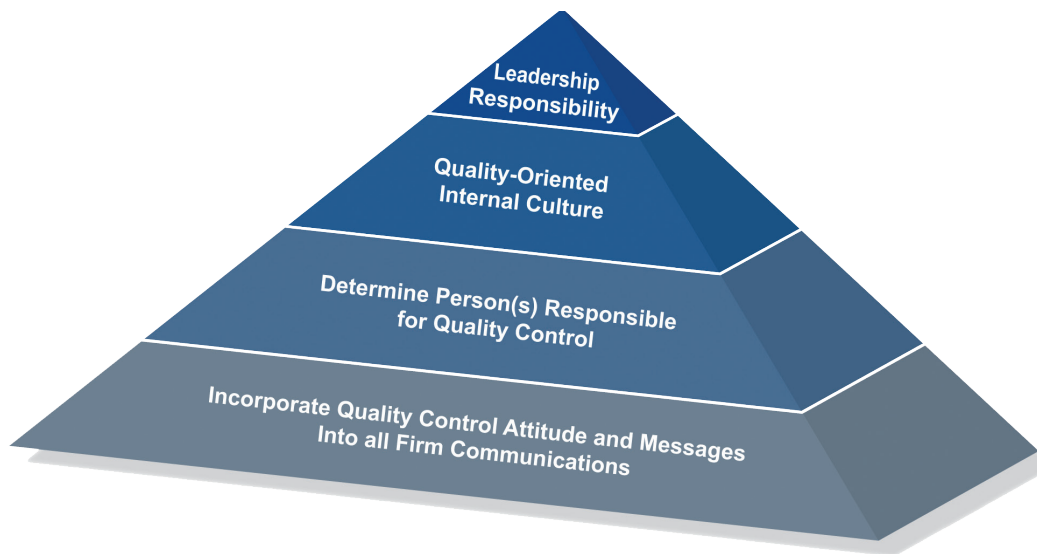 Leadership
Responsibility
Quality-Oriented
Internal Culture
Determine Person(s) Responsible
for Quality Control
Incorporate Quality Control Attitude and Messages
Into all Firm Communications